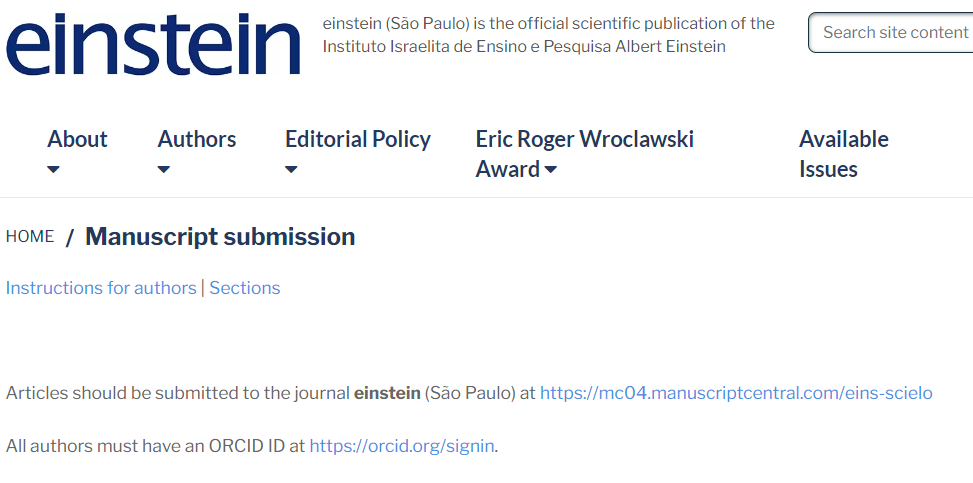 einstein
einstein (São Paulo) is the official scientific publication of the
Instituto Israelita de Ensino e Pesquisa Albert Einstein
Search site content
About
Authors
Editorial Policy
Eric Roger Wroclawski
Award
Available
Issues
HOME / Manuscript submission
Instructions for authors | Sections
Articles should be submitted to the journal einstein (São Paulo) at https://mc04.manuscriptcentral.com/eins-scielo
All authors must have an ORCID ID at https://orcid.org/signin.